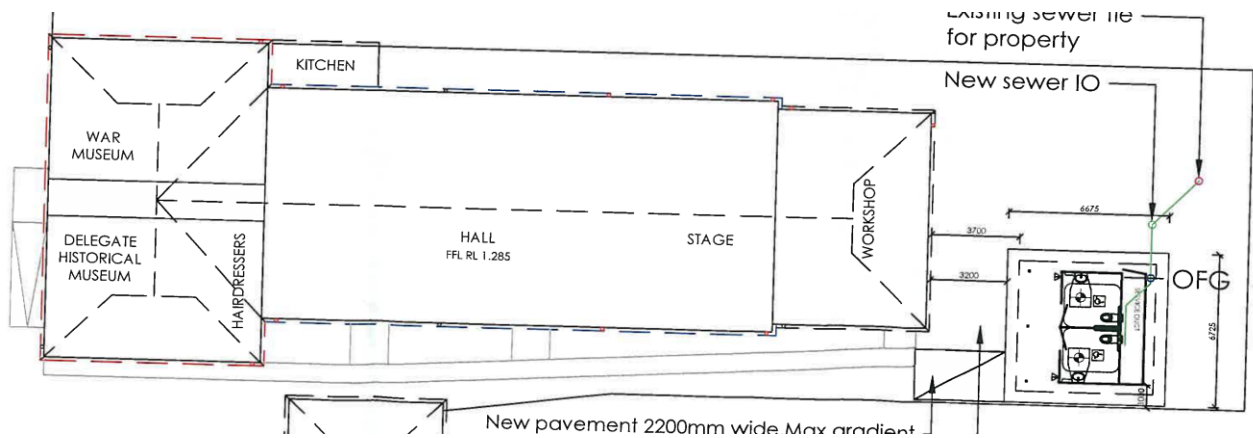 Existing sewer tie
for property
KITCHEN
New sewer IO
WAR
MUSEUM
WORKSHOP
6675
HALL
FFL RL 1.285
STAGE
3700
DELEGATE
HISTORICAL
MUSEUM
HAIRDRESSERS
3200
OFG
6725
New pavement 2200mm wide Max gradient